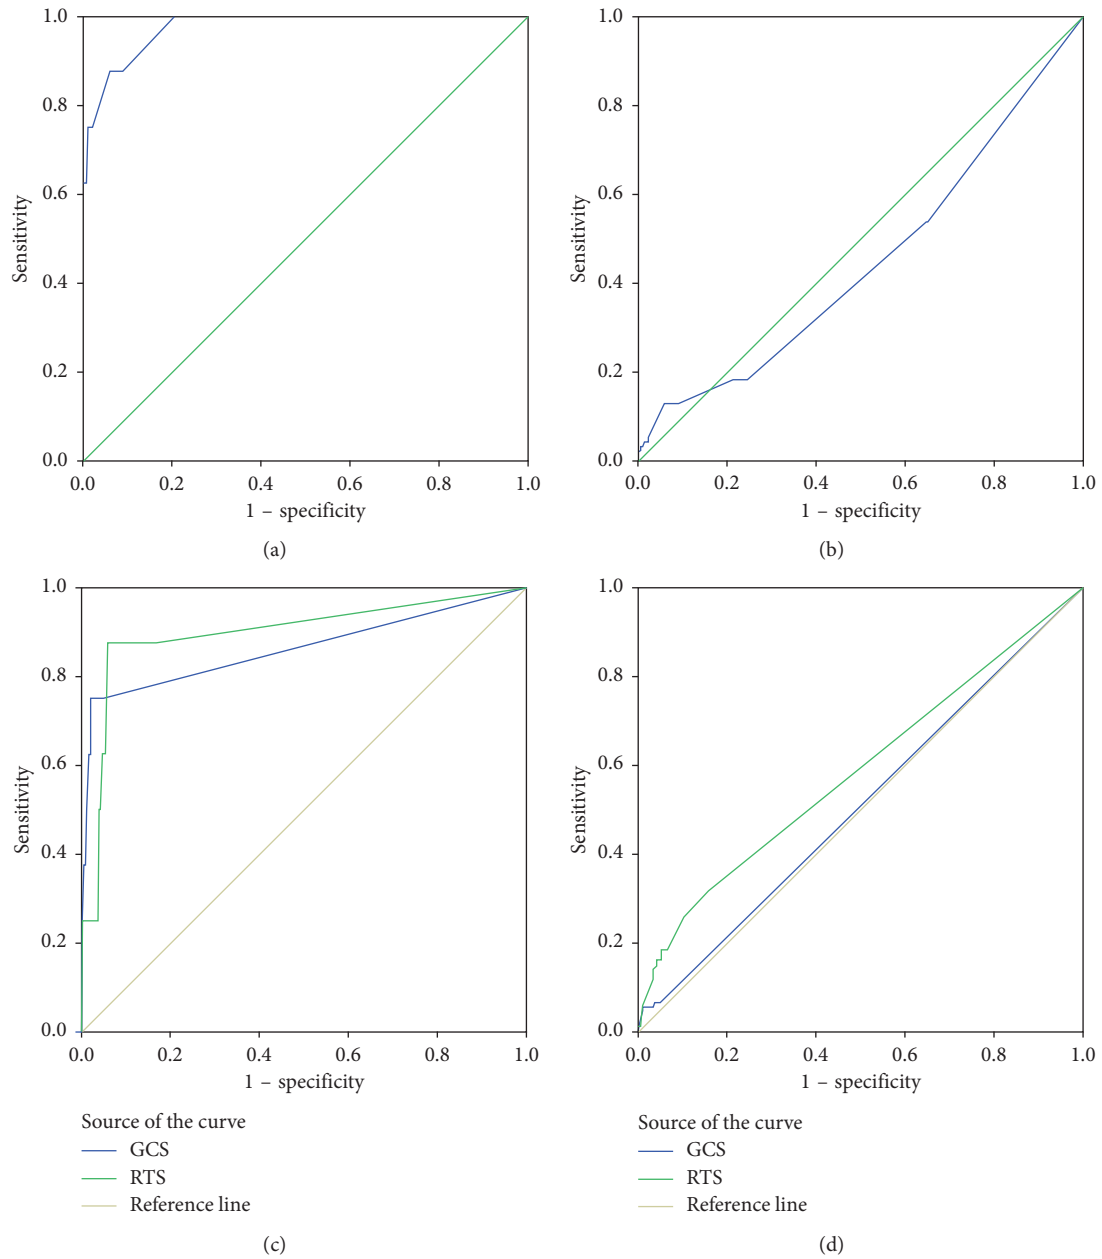 1.0
0.8
0.6
0.4
0.2
0.0
Sensitivity
0.0 0.2 0.4 0.6 0.8 1.0
1 – specificity
(a)
1.0
0.8
0.6
0.4
0.2
0.0
Sensitivity
0.0 0.2 0.4 0.6 0.8 1.0
1 – specificity
(b)
1.0
0.8
0.6
0.4
0.2
0.0
Sensitivity
0.0 0.2 0.4 0.6 0.8 1.0
1 – specificity
Source of the curve
GCS
RTS
Reference line
(c)
1.0
0.8
0.6
0.4
0.2
0.0
Sensitivity
0.0 0.2 0.4 0.6 0.8 1.0
1 – specificity
Source of the curve
GCS
RTS
Reference line
(d)